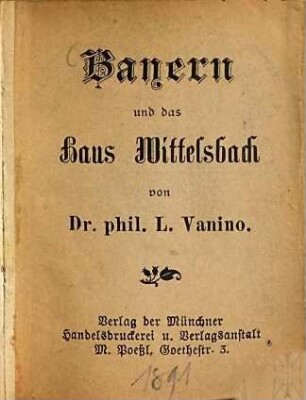 Bayern
und das
Haus Wittelsbach
von
Dr. phil. L. Vanino.
Verlag der Münchner
Handelsdruckerei u. Verlagsanstalt
M. Poeßl, Goethestr. 3.
1891